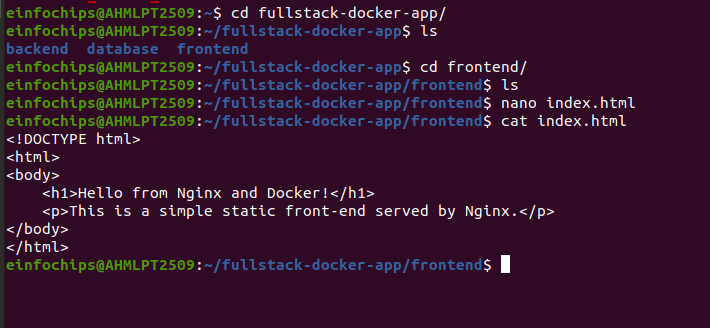 einfochips@AHMLPT2509:~$ cd fullstack-docker-app/
einfochips@AHMLPT2509:~/fullstack-docker-app$ ls
backend  database  frontend
einfochips@AHMLPT2509:~/fullstack-docker-app$ cd frontend/
einfochips@AHMLPT2509:~/fullstack-docker-app/frontend$ ls
einfochips@AHMLPT2509:~/fullstack-docker-app/frontend$ nano index.html
einfochips@AHMLPT2509:~/fullstack-docker-app/frontend$ cat index.html
<!DOCTYPE html>
<html>
<body>
    <h1>Hello from Nginx and Docker!</h1>
    <p>This is a simple static front-end served by Nginx.</p>
</body>
</html>
einfochips@AHMLPT2509:~/fullstack-docker-app/frontend$